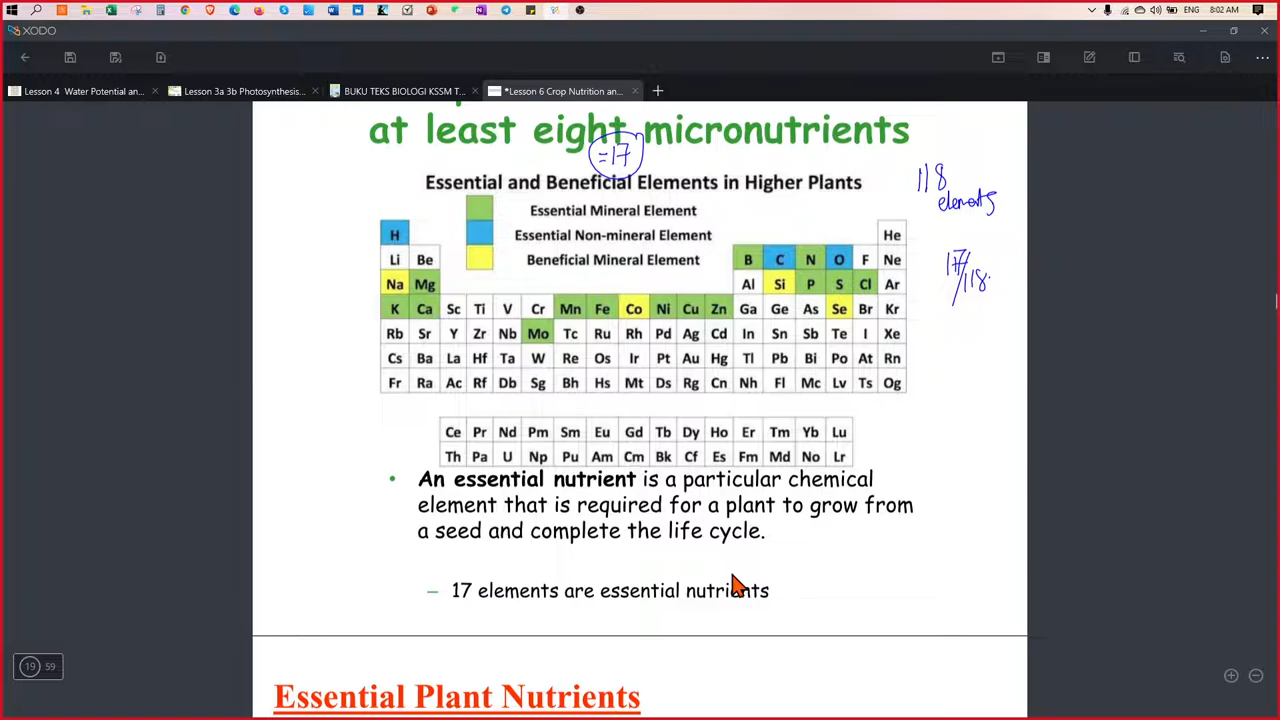 ENG 8:02 AM
XODO
Lesson 4 Water Potential an...
Lesson 3a 3b Photosynthesis...
BUKU TEKS BIOLOGI KSSM T...
*Lesson 6 Crop Nutrition an...
at least eight micronutrients
=17
Essential and Beneficial Elements in Higher Plants
118
elements
Essential Mineral Element
Essential Non-mineral Element
Beneficial Mineral Element
17/118
H He
Li Be B C N O F Ne
Na Mg Al Si P S Cl Ar
K Ca Sc Ti V Cr Mn Fe Co Ni Cu Zn Ga Ge As Se Br Kr
Rb Sr Y Zr Nb Mo Tc Ru Rh Pd Ag Cd In Sn Sb Te I Xe
Cs Ba La Hf Ta W Re Os Ir Pt Au Hg Tl Pb Bi Po At Rn
Fr Ra Ac Rf Db Sg Bh Hs Mt Ds Rg Cn Nh Fl Mc Lv Ts Og
Ce Pr Nd Pm Sm Eu Gd Tb Dy Ho Er Tm Yb Lu
Th Pa U Np Pu Am Cm Bk Cf Es Fm Md No Lr
• An essential nutrient is a particular chemical
element that is required for a plant to grow from
a seed and complete the life cycle.
– 17 elements are essential nutrients
19 59
Essential Plant Nutrients